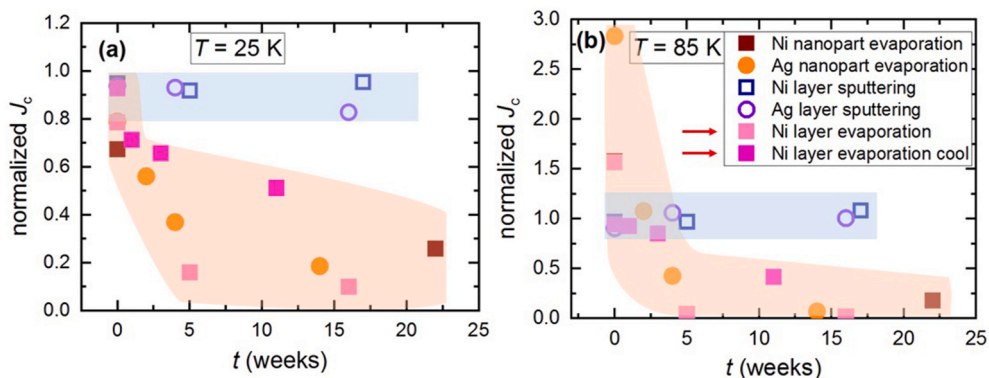 (a)
T = 25 K
normalized Jc
1.2
1.0
0.8
0.6
0.4
0.2
0.0
0 5 10 15 20 25
t (weeks)
(b)
T = 85 K
Ni nanopart evaporation
Ag nanopart evaporation
Ni layer sputtering
Ag layer sputtering
Ni layer evaporation
Ni layer evaporation cool
normalized Jc
3.0
2.5
2.0
1.5
1.0
0.5
0.0
0 5 10 15 20 25
t (weeks)